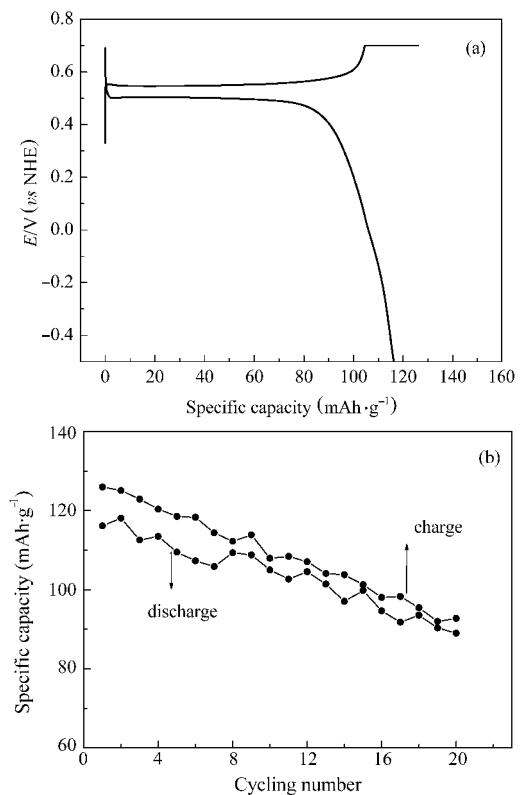 0.8
(a)
0.6
0.4
0.2
0.0
−0.2
−0.4
E/V (vs NHE)
0 20 40 60 80 100 120 140 160
Specific capacity (mAh·g⁻¹)
140
(b)
120
charge
100
discharge
80
60
Specific capacity (mAh·g⁻¹)
0 4 8 12 16 20
Cycling number